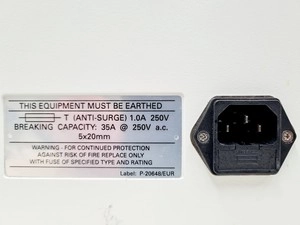 THIS EQUIPMENT MUST BE EARTHED
T (ANTI-SURGE) 1.0A 250V
BREAKING CAPACITY: 35A @ 250V a.c.
5x20mm
WARNING - FOR CONTINUED PROTECTION
AGAINST RISK OF FIRE REPLACE ONLY
WITH FUSE OF SPECIFIED TYPE AND RATING
Label: P-20648/EUR